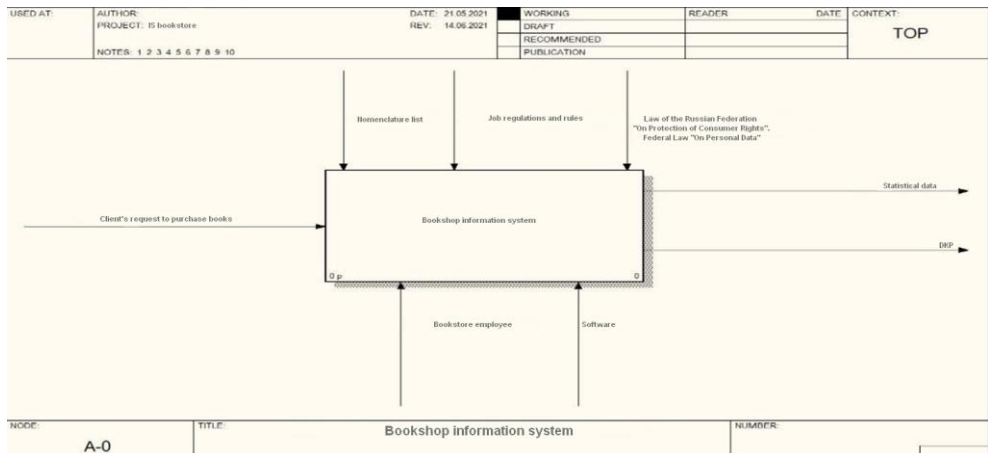 USED AT:
AUTHOR:
DATE: 21.05.2021
WORKING
READER
DATE
CONTEXT:
PROJECT: IS bookstore
REV: 14.06.2021
DRAFT
TOP
RECOMMENDED
NOTES: 1 2 3 4 5 6 7 8 9 10
PUBLICATION
Nomenclature list
Job regulations and rules
Law of the Russian Federation
"On Protection of Consumer Rights".
Federal Law "On Personal Data"
Statistical data
Client's request to purchase books
Bookshop information system
DKP
0 p
0
Bookstore employee
Software
NODE:
TITLE:
Bookshop information system
NUMBER:
A-0